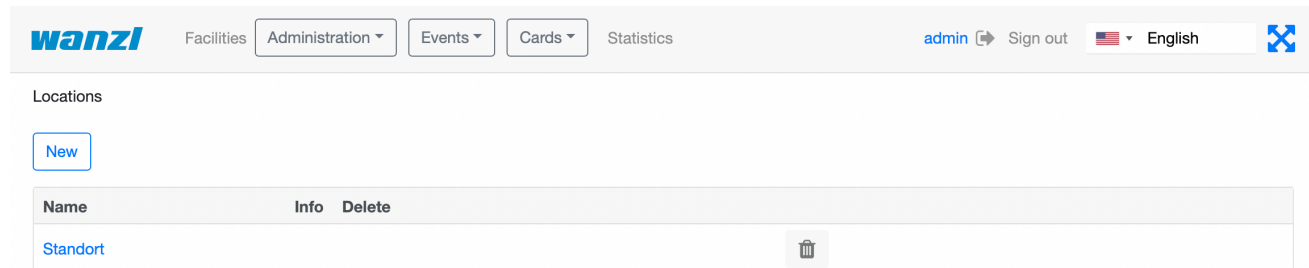 wanzl Facilities Administration Events Cards Statistics admin Sign out English
Locations
New
Name Info Delete
Standort